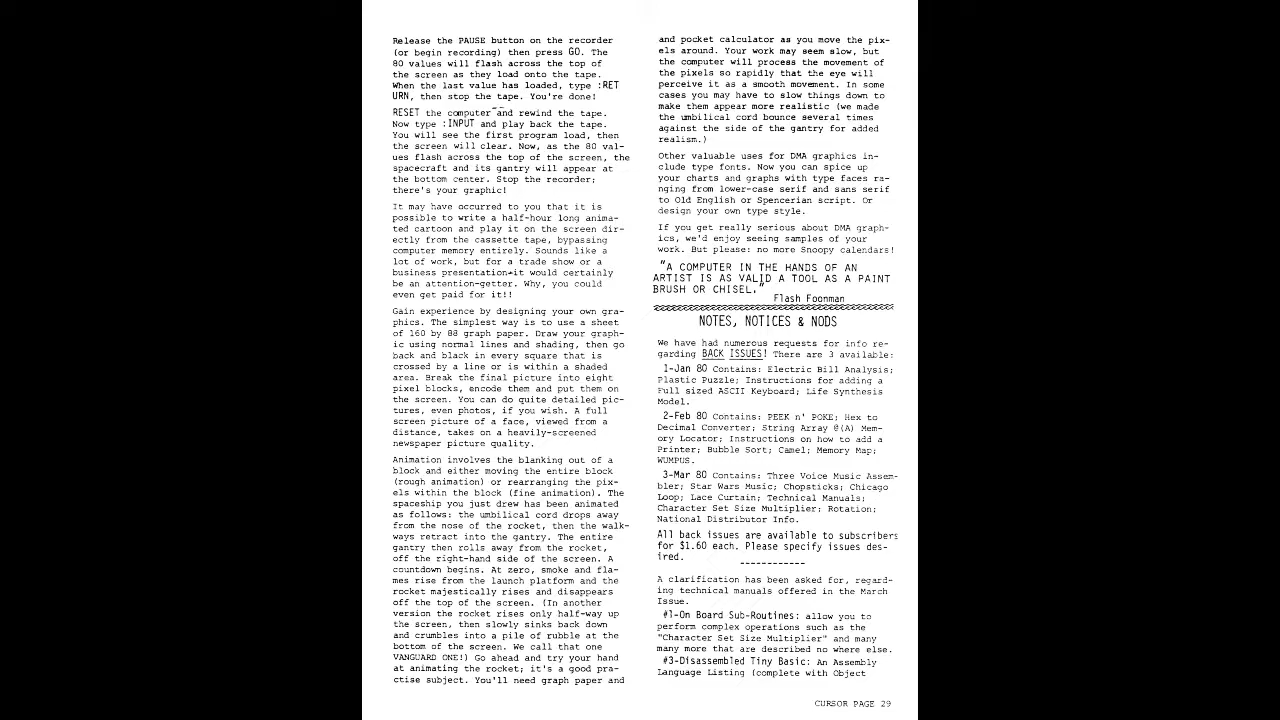 Release the PAUSE button on the recorder
(or begin recording) then press GO. The
80 values will flash across the top of
the screen as they load onto the tape.
When the last value has loaded, type :RET
URN, then stop the tape. You're done!
RESET the computer and rewind the tape.
Now type :INPUT and play back the tape.
You will see the first program load, then
the screen will clear. Now, as the 80 val-
ues flash across the top of the screen, the
spacecraft and its gantry will appear at
the bottom center. Stop the recorder;
there's your graphic!
It may have occurred to you that it is
possible to write a half-hour long anima-
ted cartoon and play it on the screen dir-
ectly from the cassette tape, bypassing
computer memory entirely. Sounds like a
lot of work, but for a trade show or a
business presentation-it would certainly
be an attention-getter. Why, you could
even get paid for it!!
Gain experience by designing your own gra-
phics. The simplest way is to use a sheet
of 160 by 88 graph paper. Draw your graph-
ic using normal lines and shading, then go
back and black in every square that is
crossed by a line or is within a shaded
area. Break the final picture into eight
pixel blocks, encode them and put them on
the screen. You can do quite detailed pic-
tures, even photos, if you wish. A full
screen picture of a face, viewed from a
distance, takes on a heavily-screened
newspaper picture quality.
Animation involves the blanking out of a
block and either moving the entire block
(rough animation) or rearranging the pix-
els within the block (fine animation). The
spaceship you just drew has been animated
as follows: the umbilical cord drops away
from the nose of the rocket, then the walk-
ways retract into the gantry. The entire
gantry then rolls away from the rocket,
off the right-hand side of the screen. A
countdown begins. At zero, smoke and fla-
mes rise from the launch platform and the
rocket majestically rises and disappears
off the top of the screen. (In another
version the rocket rises only half-way up
the screen, then slowly sinks back down
and crumbles into a pile of rubble at the
bottom of the screen. We call that one
VANGUARD ONE!) Go ahead and try your hand
at animating the rocket; it's a good pra-
ctise subject. You'll need graph paper and
and pocket calculator as you move the pix-
els around. Your work may seem slow, but
the computer will process the movement of
the pixels so rapidly that the eye will
perceive it as a smooth movement. In some
cases you may have to slow things down to
make them appear more realistic (we made
the umbilical cord bounce several times
against the side of the gantry for added
realism.)
Other valuable uses for DMA graphics in-
clude type fonts. Now you can spice up
your charts and graphs with type faces ra-
nging from lower-case serif and sans serif
to Old English or Spencerian script. Or
design your own type style.
If you get really serious about DMA graph-
ics, we'd enjoy seeing samples of your
work. But please: no more Snoopy calendars!
"A COMPUTER IN THE HANDS OF AN
ARTIST IS AS VALID A TOOL AS A PAINT
BRUSH OR CHISEL."
Flash Foonman
NOTES, NOTICES & NODS
We have had numerous requests for info re-
garding BACK ISSUES! There are 3 available:
1-Jan 80 Contains: Electric Bill Analysis;
Plastic Puzzle; Instructions for adding a
Full sized ASCII Keyboard; Life Synthesis
Model.
2-Feb 80 Contains: PEEK n' POKE; Hex to
Decimal Converter; String Array @(A) Mem-
ory Locator; Instructions on how to add a
Printer; Bubble Sort; Camel; Memory Map;
WUMPUS.
3-Mar 80 Contains: Three Voice Music Assem-
bler; Star Wars Music; Chopsticks; Chicago
Loop; Lace Curtain; Technical Manuals;
Character Set Size Multiplier; Rotation;
National Distributor Info.
All back issues are available to subscribers
for $1.60 each. Please specify issues des-
ired.
------------
A clarification has been asked for, regard-
ing technical manuals offered in the March
Issue.
#1-On Board Sub-Routines: allow you to
perform complex operations such as the
"Character Set Size Multiplier" and many
many more that are described no where else.
#3-Disassembled Tiny Basic: An Assembly
Language Listing (complete with Object
CURSOR PAGE 29